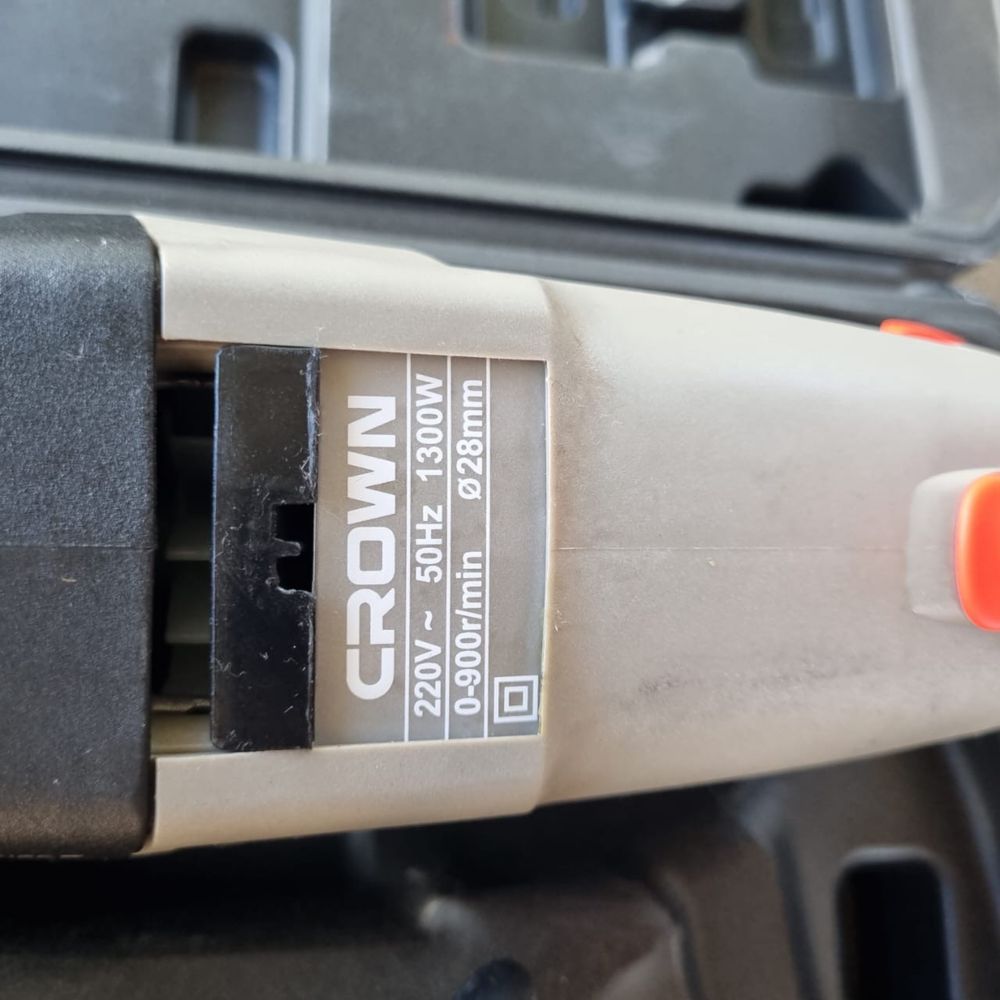 CROWN
220V ~ 50Hz 1300W
0-900r/min ø28mm